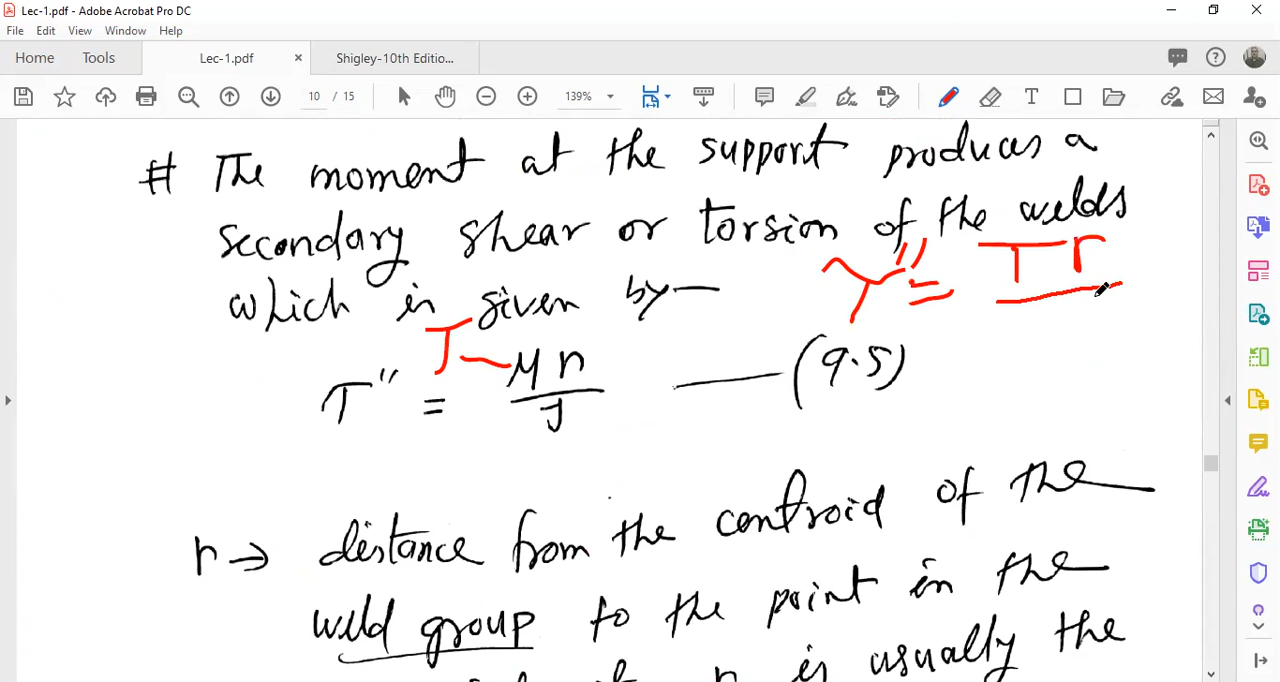 Lec-1.pdf - Adobe Acrobat Pro DC
File Edit View Window Help
Home Tools Lec-1.pdf × Shigley-10th Editio...
10 / 15 139%
# The moment at the support produces a
secondary shear or torsion of the welds
which is given by—
τ'' = Tr
T
τ'' = Mr/J —— (9.5)
r → distance from the centroid of the
weld group to the point in the
r is usually the